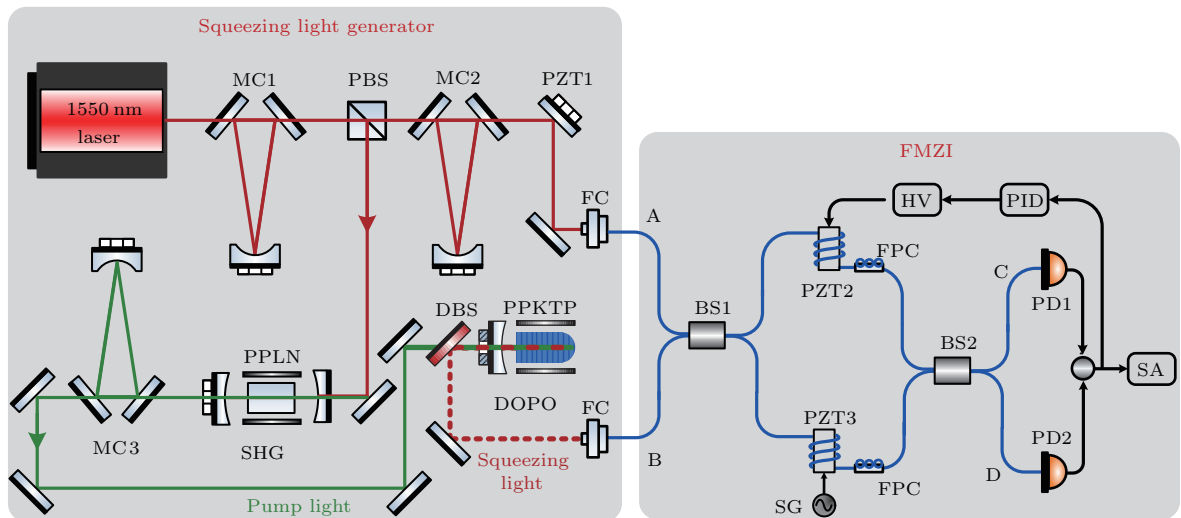 Squeezing light generator
1550 nm
laser
MC1
PBS
MC2
PZT1
FC
MC3
PPLN
SHG
DBS
PPKTP
DOPO
FC
Squeezing
light
Pump light
FMZI
A
B
BS1
HV
PID
PZT2
FPC
C
PD1
BS2
SA
PZT3
FPC
SG
D
PD2